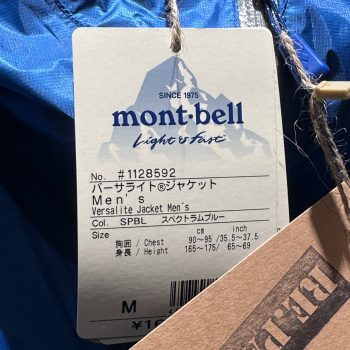 SINCE 1975
mont·bell
Light & Fast
No. #1128592
バーサライト®ジャケット
Men's
Versalite Jacket Men's
Col. SPBL スペクトラムブルー
Size cm inch
胸囲 / Chest 90～95 /35.5～37.5
身長 / Height 165～175/ 65～69
M